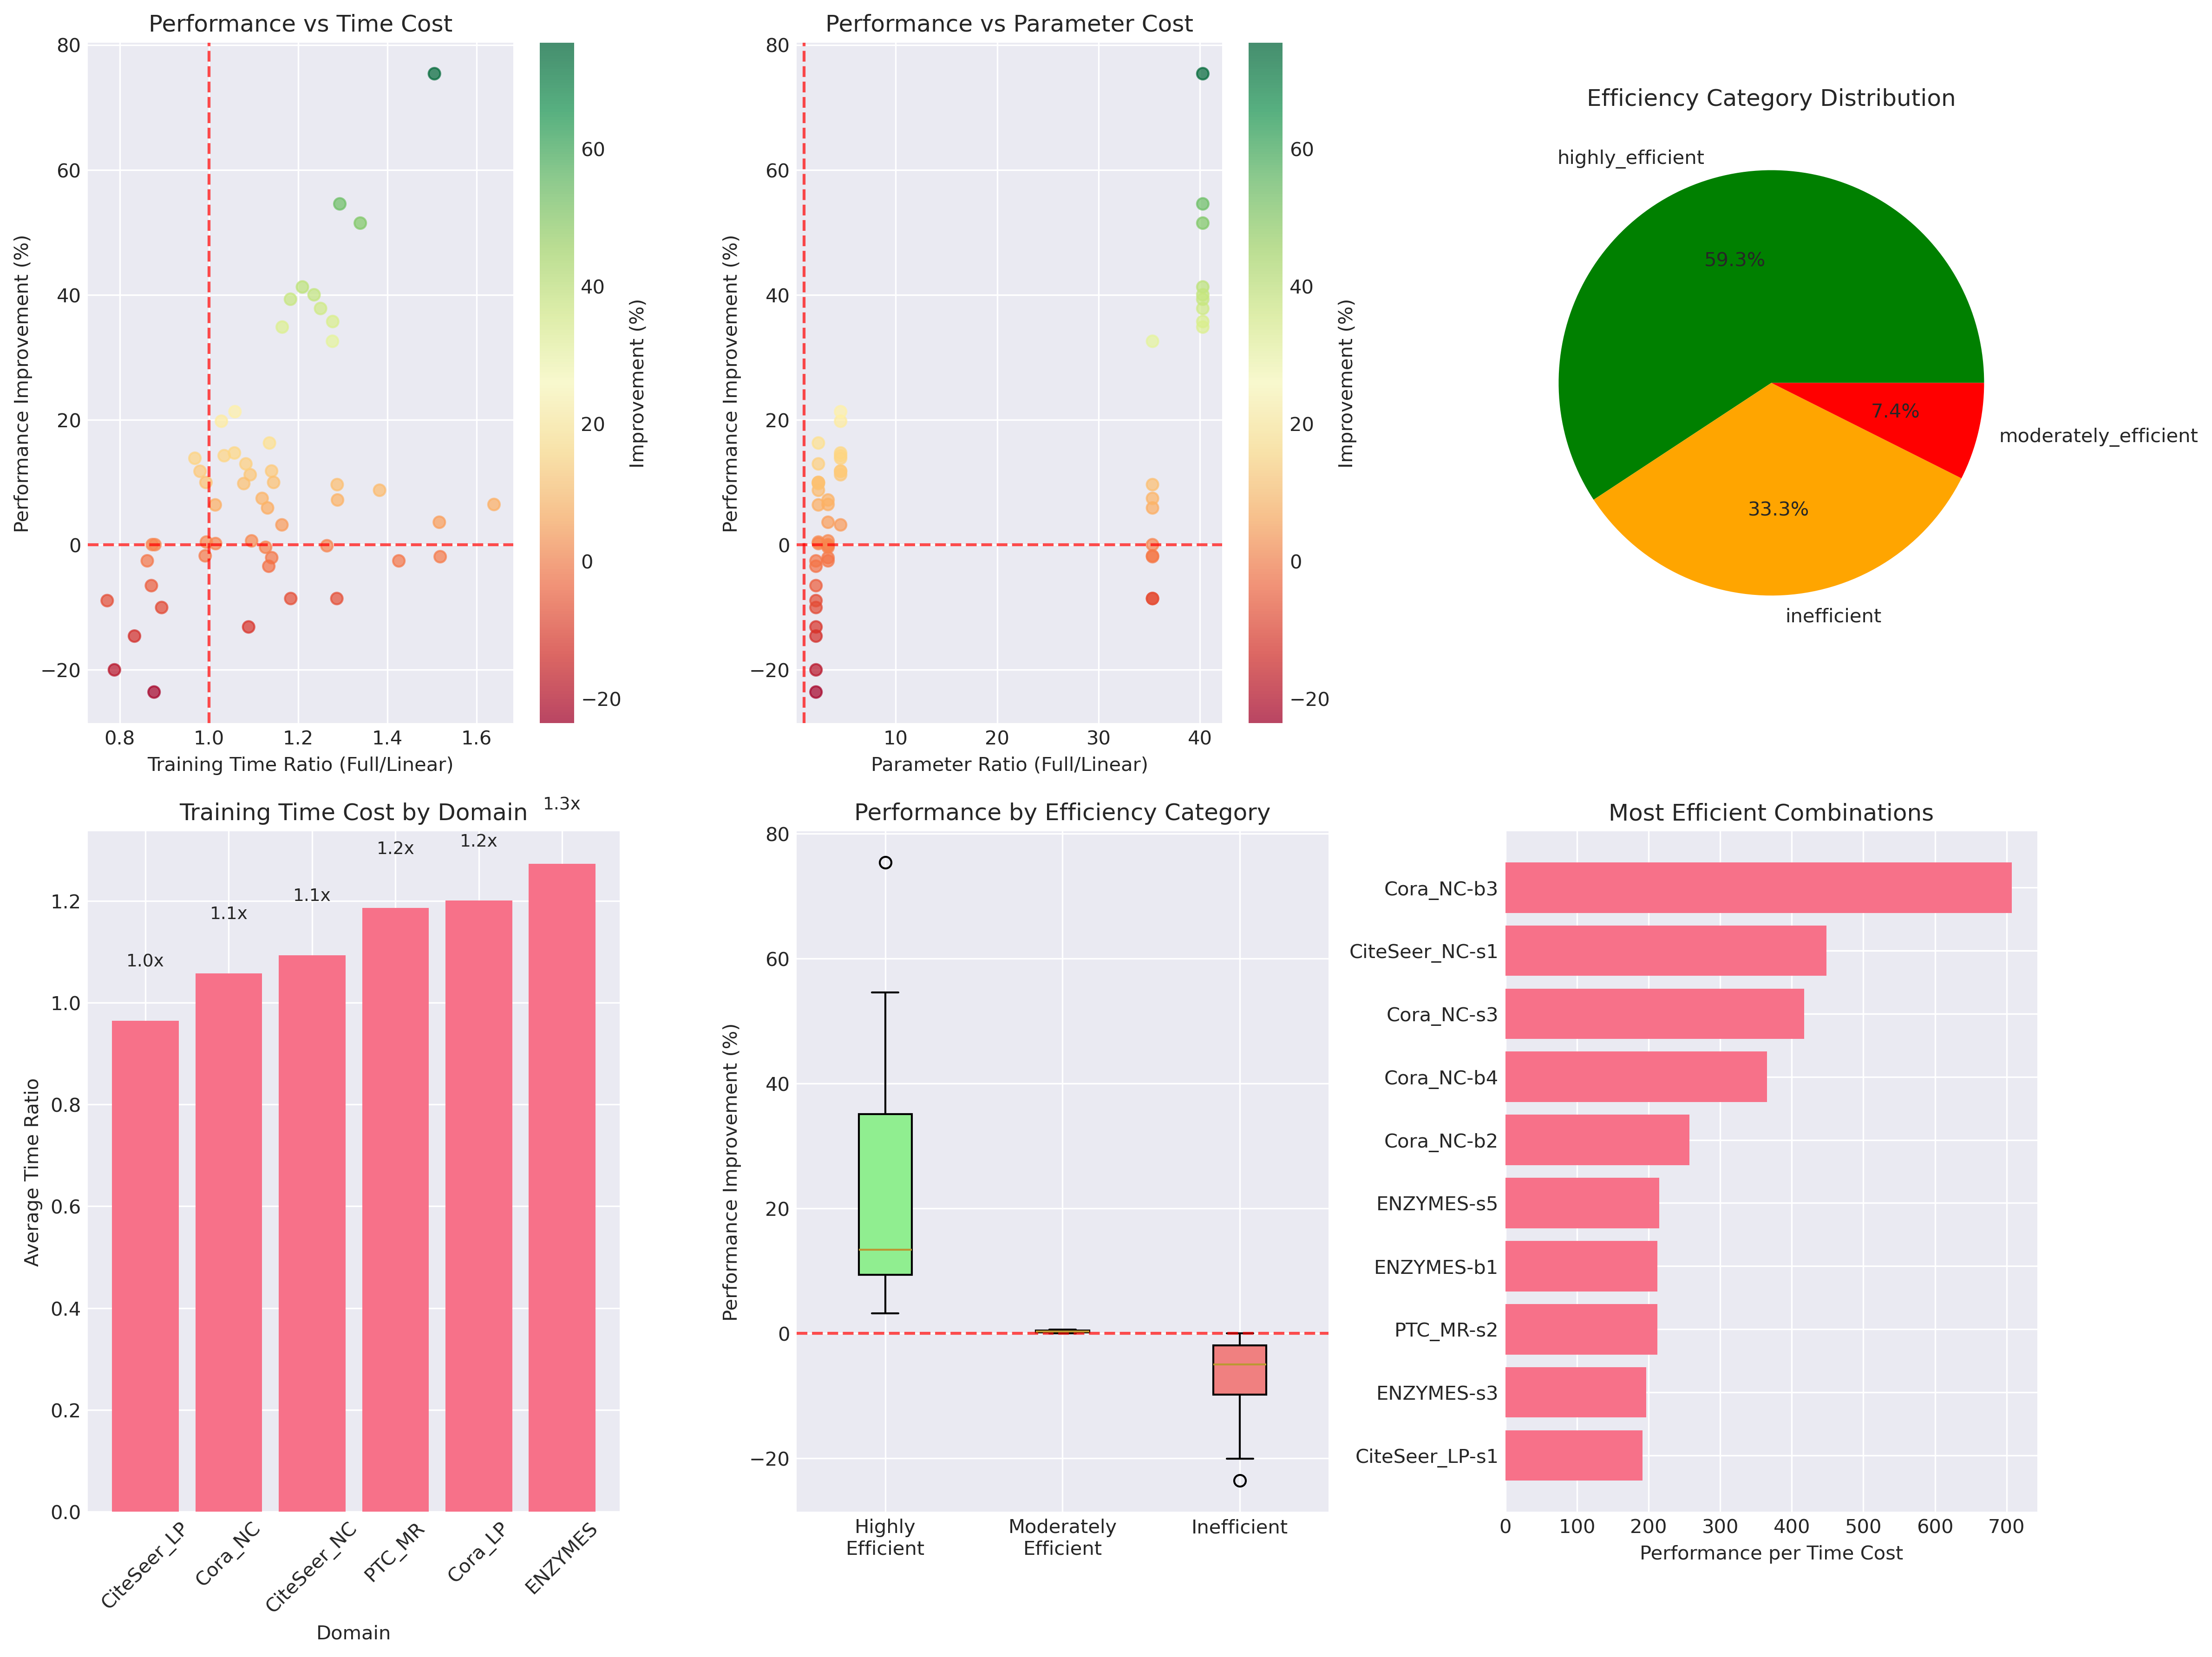 Performance vs Time Cost
Performance Improvement (%)
80
60
40
20
0
−20
0.8
1.0
1.2
1.4
1.6
Training Time Ratio (Full/Linear)
60
40
20
0
−20
Improvement (%)
Performance vs Parameter Cost
Performance Improvement (%)
80
60
40
20
0
−20
10
20
30
40
Parameter Ratio (Full/Linear)
60
40
20
0
−20
Improvement (%)
Efficiency Category Distribution
highly_efficient
59.3%
7.4%
moderately_efficient
33.3%
inefficient
Training Time Cost by Domain
Average Time Ratio
1.2
1.0
0.8
0.6
0.4
0.2
0.0
1.0x
1.1x
1.1x
1.2x
1.2x
1.3x
CiteSeer_LP
Cora_NC
CiteSeer_NC
PTC_MR
Cora_LP
ENZYMES
Domain
Performance by Efficiency Category
Performance Improvement (%)
80
60
40
20
0
−20
Highly
Efficient
Moderately
Efficient
Inefficient
Most Efficient Combinations
Cora_NC-b3
CiteSeer_NC-s1
Cora_NC-s3
Cora_NC-b4
Cora_NC-b2
ENZYMES-s5
ENZYMES-b1
PTC_MR-s2
ENZYMES-s3
CiteSeer_LP-s1
0
100
200
300
400
500
600
700
Performance per Time Cost